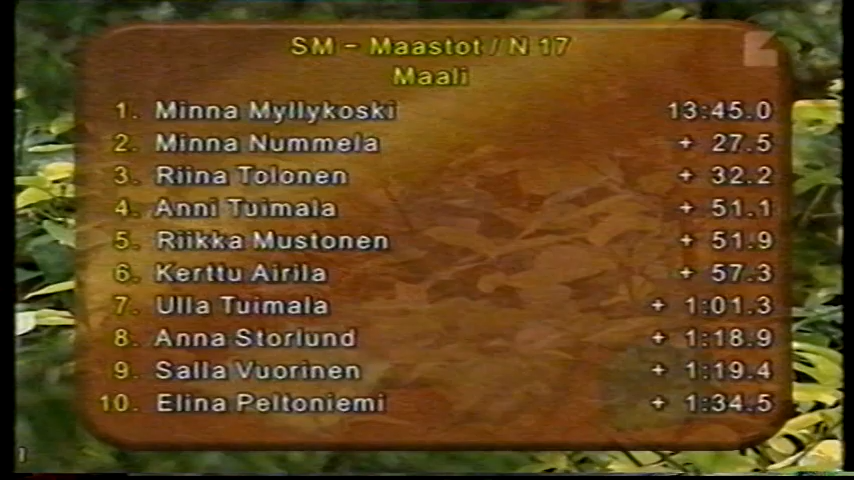 SM - Maastot / N 17
Maali
1. Minna Myllykoski 13:45.0
2. Minna Nummela + 27.5
3. Riina Tolonen + 32.2
4. Anni Tuimala + 51.1
5. Riikka Mustonen + 51.9
6. Kerttu Airila + 57.3
7. Ulla Tuimala + 1:01.3
8. Anna Storlund + 1:18.9
9. Salla Vuorinen + 1:19.4
10. Elina Peltoniemi + 1:34.5